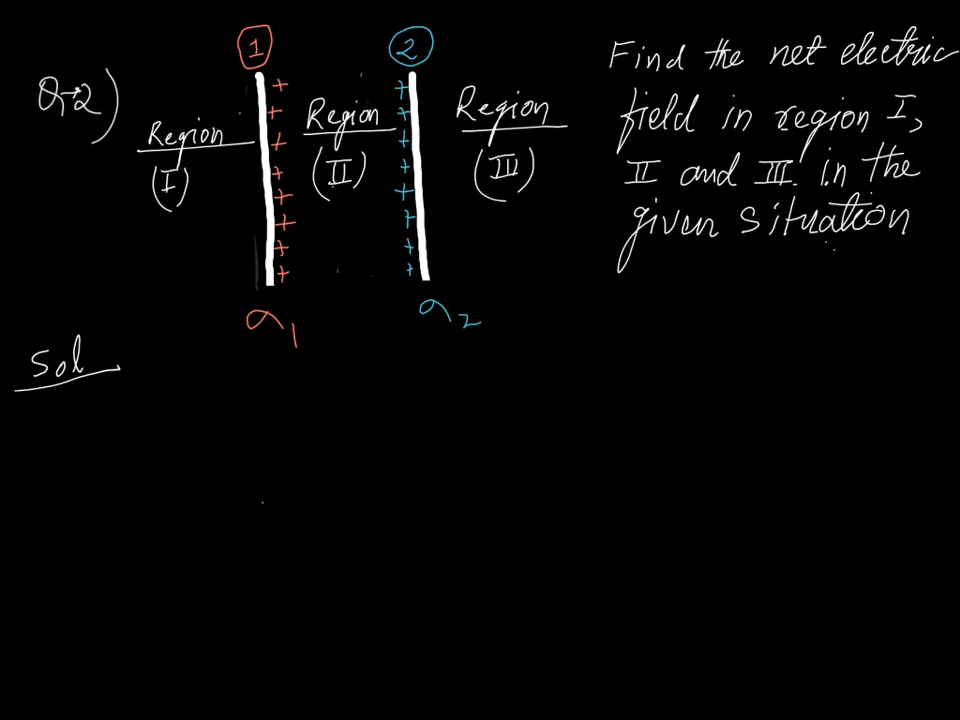 1
2
Q→2)
Region
(I)
Region
(II)
Region
(III)
Find the net electric
field in region I,
II and III in the
given situation
+ + + + + + + +
+ + + + + + + +
σ1
σ2
Sol